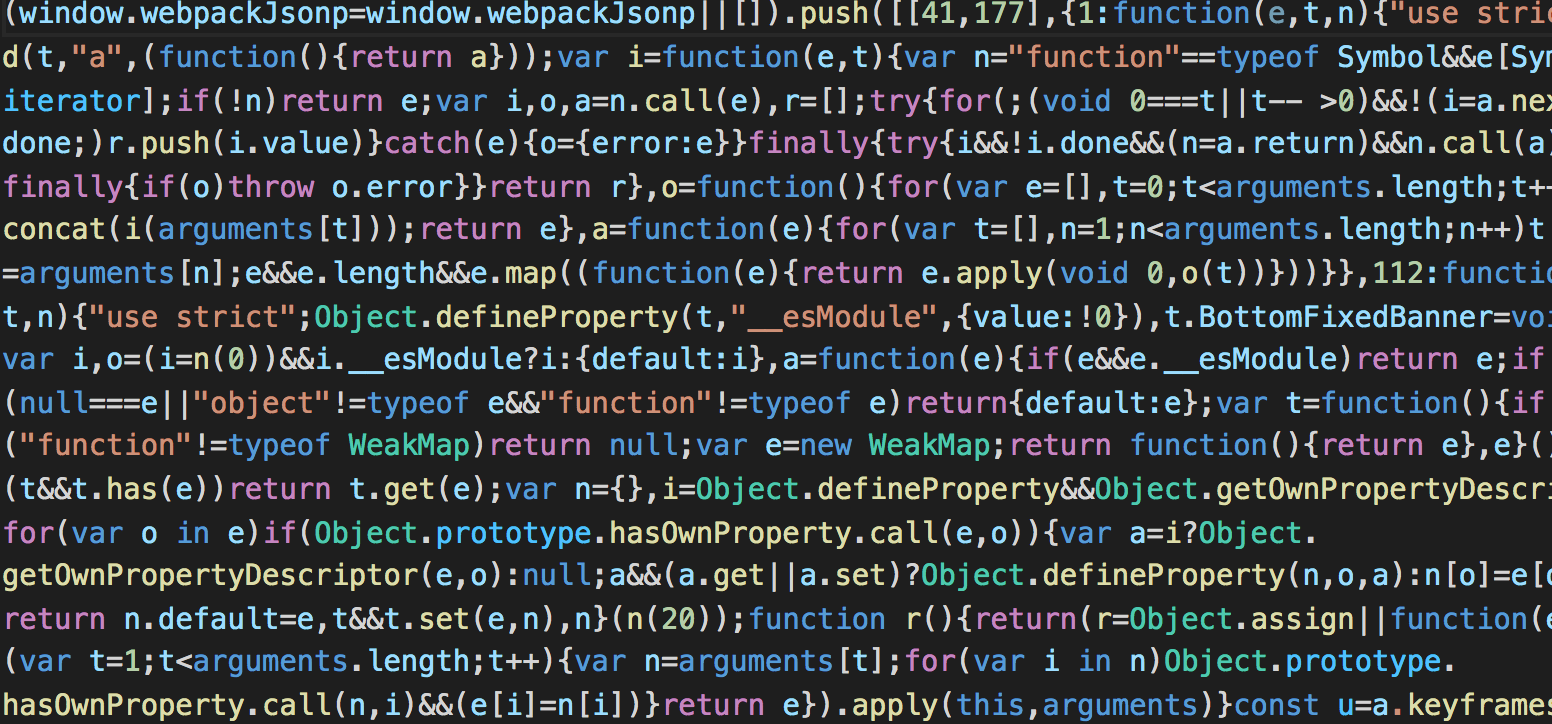 (window.webpackJsonp=window.webpackJsonp||[]).push([[41,177],{1:function(e,t,n){"use stric
d(t,"a",(function(){return a}));var i=function(e,t){var n="function"==typeof Symbol&&e[Sym
iterator];if(!n)return e;var i,o,a=n.call(e),r=[];try{for(;(void 0===t||t-- >0)&&!(i=a.nex
done;)r.push(i.value)}catch(e){o={error:e}}finally{try{i&&!i.done&&(n=a.return)&&n.call(a)
finally{if(o)throw o.error}}return r},o=function(){for(var e=[],t=0;t<arguments.length;t++
concat(i(arguments[t]));return e},a=function(e){for(var t=[],n=1;n<arguments.length;n++)t
=arguments[n];e&&e.length&&e.map((function(e){return e.apply(void 0,o(t))}))}},112:functio
t,n){"use strict";Object.defineProperty(t,"__esModule",{value:!0}),t.BottomFixedBanner=voi
var i,o=(i=n(0))&&i.__esModule?i:{default:i},a=function(e){if(e&&e.__esModule)return e;if
(null===e||"object"!=typeof e&&"function"!=typeof e)return{default:e};var t=function(){if
("function"!=typeof WeakMap)return null;var e=new WeakMap;return function(){return e},e}()
(t&&t.has(e))return t.get(e);var n={},i=Object.defineProperty&&Object.getOwnPropertyDescri
for(var o in e)if(Object.prototype.hasOwnProperty.call(e,o)){var a=i?Object.
getOwnPropertyDescriptor(e,o):null;a&&(a.get||a.set)?Object.defineProperty(n,o,a):n[o]=e[o
return n.default=e,t&&t.set(e,n),n}(n(20));function r(){return(r=Object.assign||function(e
(var t=1;t<arguments.length;t++){var n=arguments[t];for(var i in n)Object.prototype.
hasOwnProperty.call(n,i)&&(e[i]=n[i])}return e}).apply(this,arguments)}const u=a.keyframes